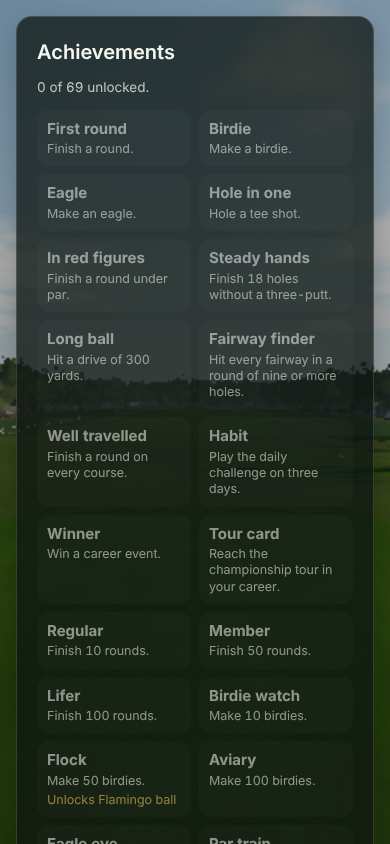 Achievements
0 of 69 unlocked.
First round
Finish a round.
Birdie
Make a birdie.
Eagle
Make an eagle.
Hole in one
Hole a tee shot.
In red figures
Finish a round under
par.
Steady hands
Finish 18 holes
without a three-putt.
Long ball
Hit a drive of 300
yards.
Fairway finder
Hit every fairway in a
round of nine or more
holes.
Well travelled
Finish a round on
every course.
Habit
Play the daily
challenge on three
days.
Winner
Win a career event.
Tour card
Reach the
championship tour in
your career.
Regular
Finish 10 rounds.
Member
Finish 50 rounds.
Lifer
Finish 100 rounds.
Birdie watch
Make 10 birdies.
Flock
Make 50 birdies.
Unlocks Flamingo ball
Aviary
Make 100 birdies.
Eagle eye
Par train